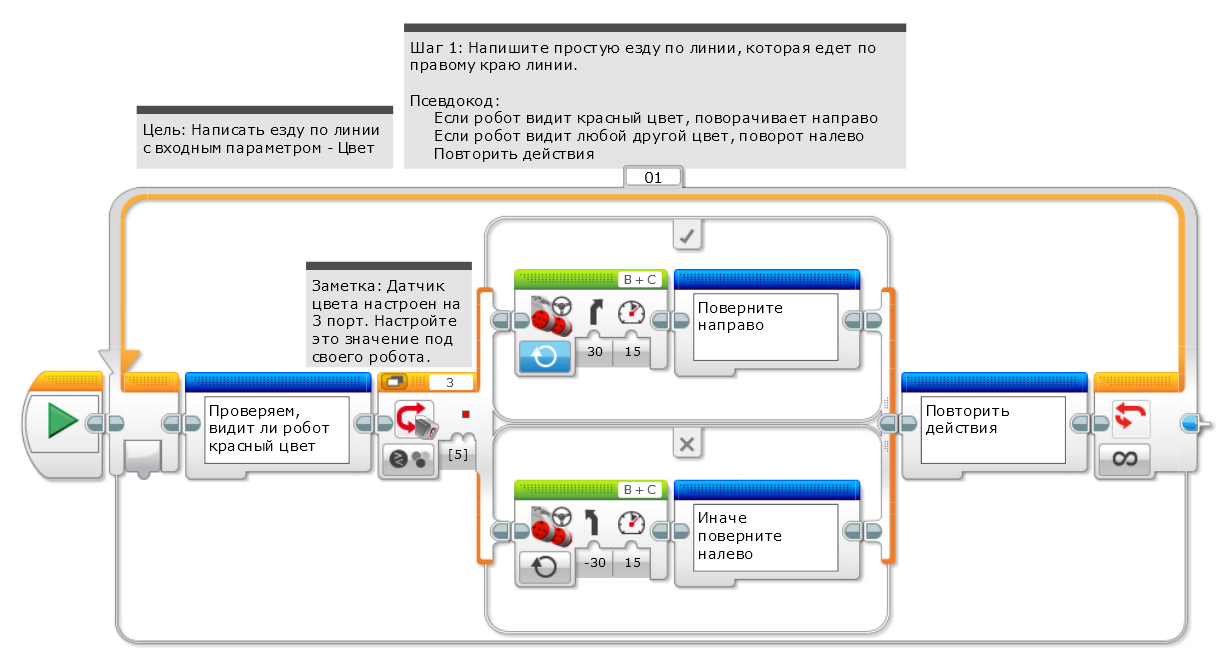 Шаг 1: Напишите простую езду по линии, которая едет по
правому краю линии.
Псевдокод:
Если робот видит красный цвет, поворачивает направо
Если робот видит любой другой цвет, поворот налево
Повторить действия
Цель: Написать езду по линии
с входным параметром - Цвет
01
Заметка: Датчик
цвета настроен на
3 порт. Настройте
это значение под
своего робота.
B + C
Поверните
направо
30 15
3
Проверяем,
видит ли робот
красный цвет
[5]
Повторить
действия
B + C
Иначе
поверните
налево
-30 15